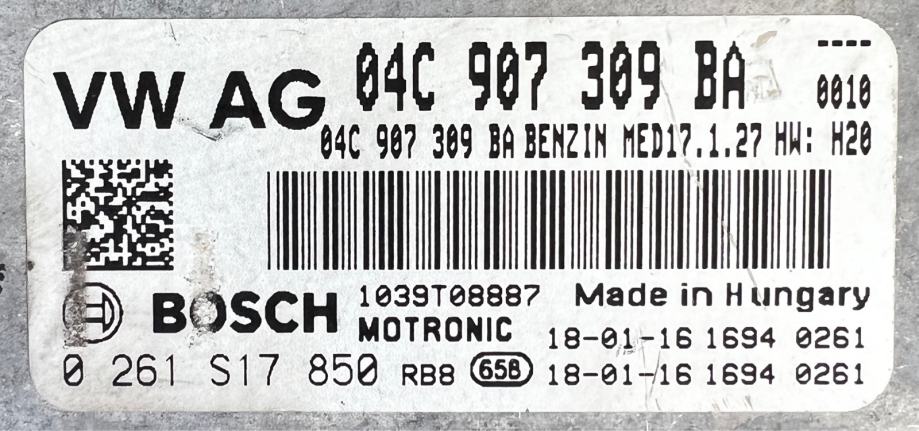 VW AG 04C 907 309 BA ----
0010
04C 907 309 BA BENZIN MED17.1.27 HW: H20
BOSCH 1039T08887 Made in Hungary
MOTRONIC 18-01-16 1694 0261
0 261 S17 850 RB8 658 18-01-16 1694 0261